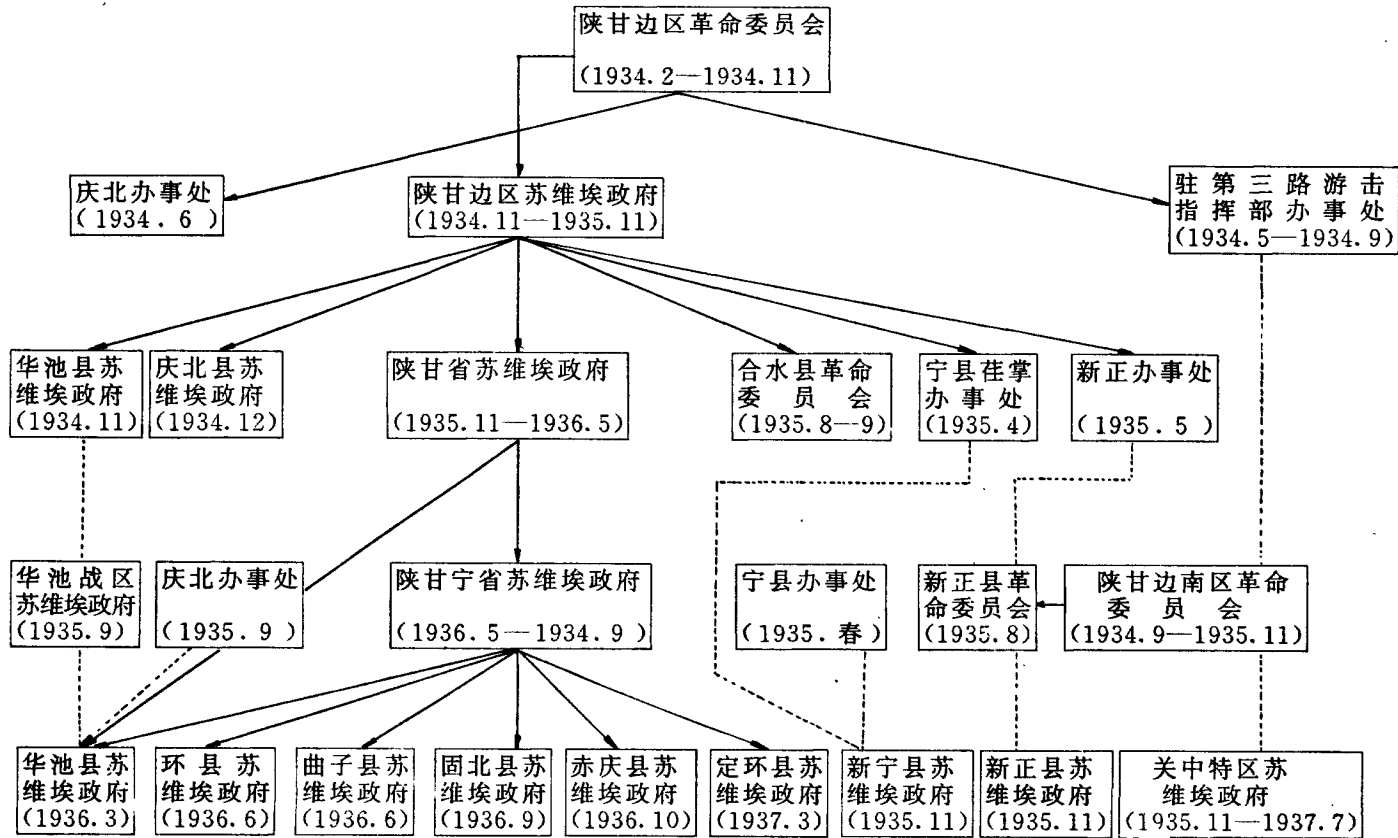 陕甘边区革命委员会
(1934.2—1934.11)
庆北办事处
(1934.6)
陕甘边区苏维埃政府
(1934.11—1935.11)
驻第三路游击
指挥部办事处
(1934.5—1934.9)
华池县苏
维埃政府
(1934.11)
庆北县苏
维埃政府
(1934.12)
陕甘省苏维埃政府
(1935.11—1936.5)
合水县革命
委员会
(1935.8—9)
宁县荏掌
办事处
(1935.4)
新正办事处
(1935.5)
华池战区
苏维埃政府
(1935.9)
庆北办事处
(1935.9)
陕甘宁省苏维埃政府
(1936.5—1934.9)
宁县办事处
(1935.春)
新正县革
命委员会
(1935.8)
陕甘边南区革命
委员会
(1934.9—1935.11)
华池县苏
维埃政府
(1936.3)
环县苏
维埃政府
(1936.6)
曲子县苏
维埃政府
(1936.6)
固北县苏
维埃政府
(1936.9)
赤庆县苏
维埃政府
(1936.10)
定环县苏
维埃政府
(1937.3)
新宁县苏
维埃政府
(1935.11)
新正县苏
维埃政府
(1935.11)
关中特区苏
维埃政府
(1935.11—1937.7)